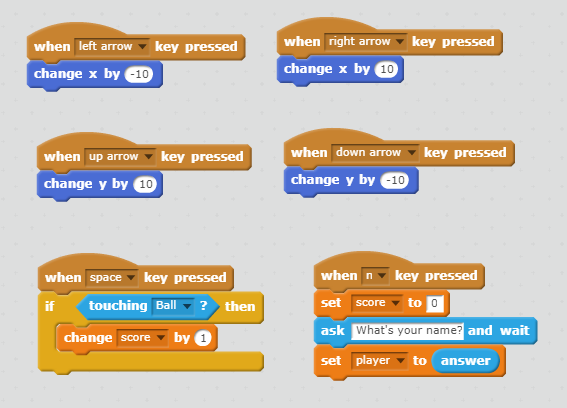 when left arrow key pressed
change x by -10
when right arrow key pressed
change x by 10
when up arrow key pressed
change y by 10
when down arrow key pressed
change y by -10
when space key pressed
if touching Ball ? then
change score by 1
when n key pressed
set score to 0
ask What's your name? and wait
set player to answer